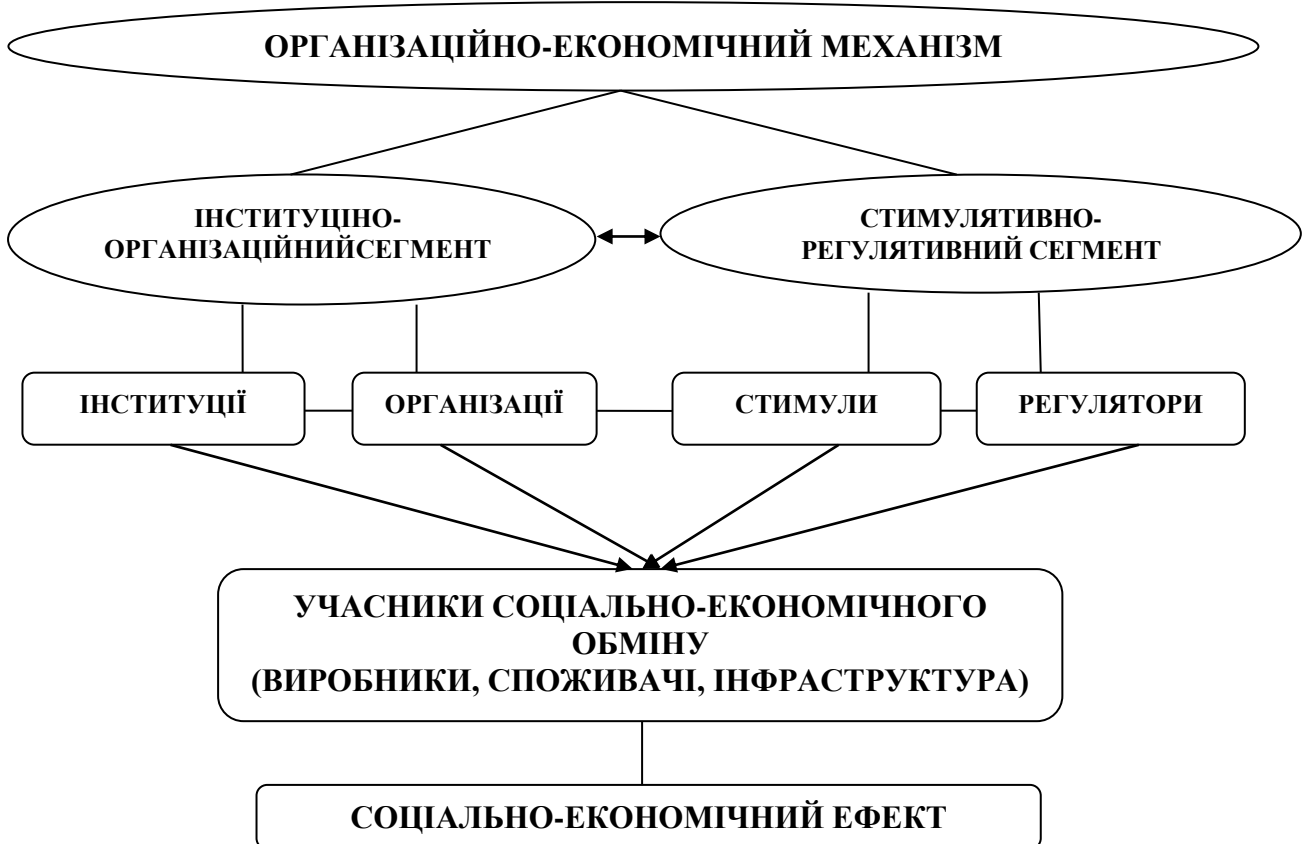 ОРГАНІЗАЦІЙНО-ЕКОНОМІЧНИЙ МЕХАНІЗМ
ІНСТИТУЦІНО-
ОРГАНІЗАЦІЙНИЙСЕГМЕНТ
СТИМУЛЯТИВНО-
РЕГУЛЯТИВНИЙ СЕГМЕНТ
ІНСТИТУЦІЇ
ОРГАНІЗАЦІЇ
СТИМУЛИ
РЕГУЛЯТОРИ
УЧАСНИКИ СОЦІАЛЬНО-ЕКОНОМІЧНОГО
ОБМІНУ
(ВИРОБНИКИ, СПОЖИВАЧІ, ІНФРАСТРУКТУРА)
СОЦІАЛЬНО-ЕКОНОМІЧНИЙ ЕФЕКТ